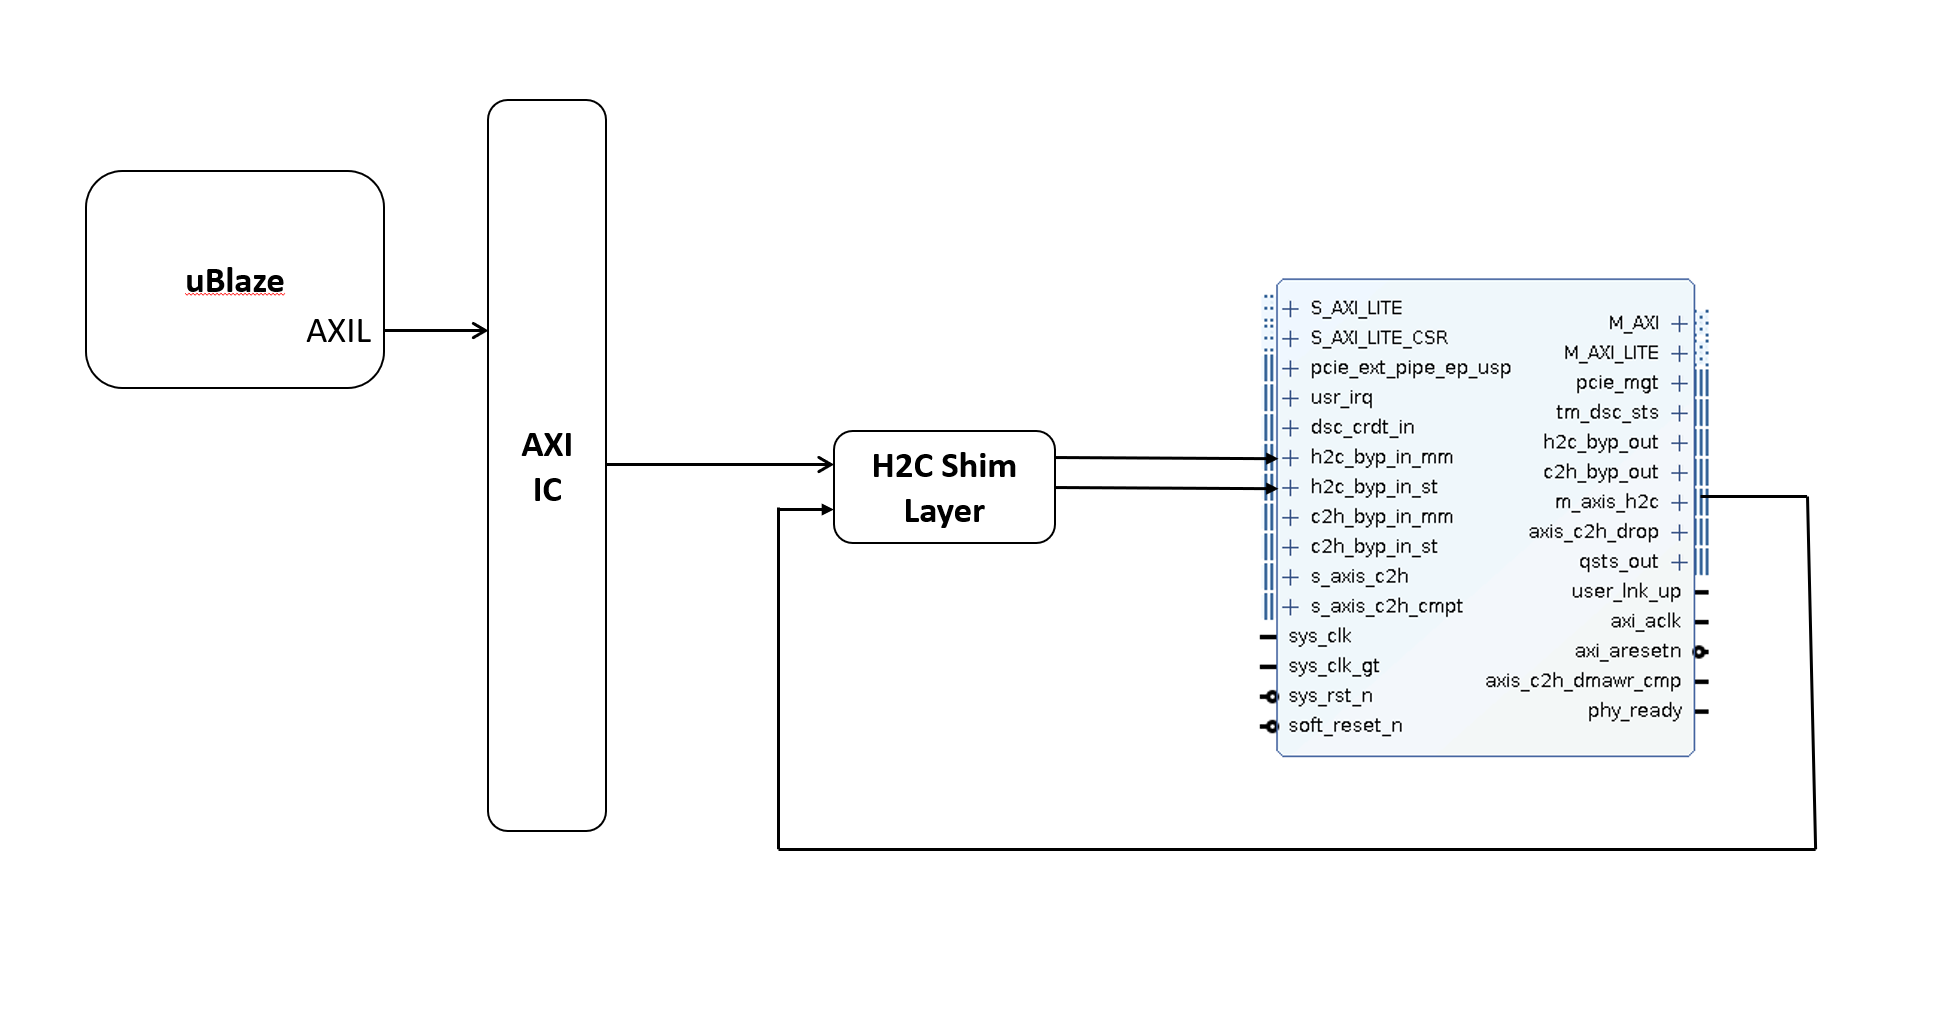 uBlaze
AXIL
AXI
IC
H2C Shim
Layer
S_AXI_LITE
S_AXI_LITE_CSR
pcie_ext_pipe_ep_usp
usr_irq
dsc_crdt_in
h2c_byp_in_mm
h2c_byp_in_st
c2h_byp_in_mm
c2h_byp_in_st
s_axis_c2h
s_axis_c2h_cmpt
sys_clk
sys_clk_gt
sys_rst_n
soft_reset_n
M_AXI
M_AXI_LITE
pcie_mgt
tm_dsc_sts
h2c_byp_out
c2h_byp_out
m_axis_h2c
axis_c2h_drop
qsts_out
user_lnk_up
axi_aclk
axi_aresetn
axis_c2h_dmawr_cmp
phy_ready